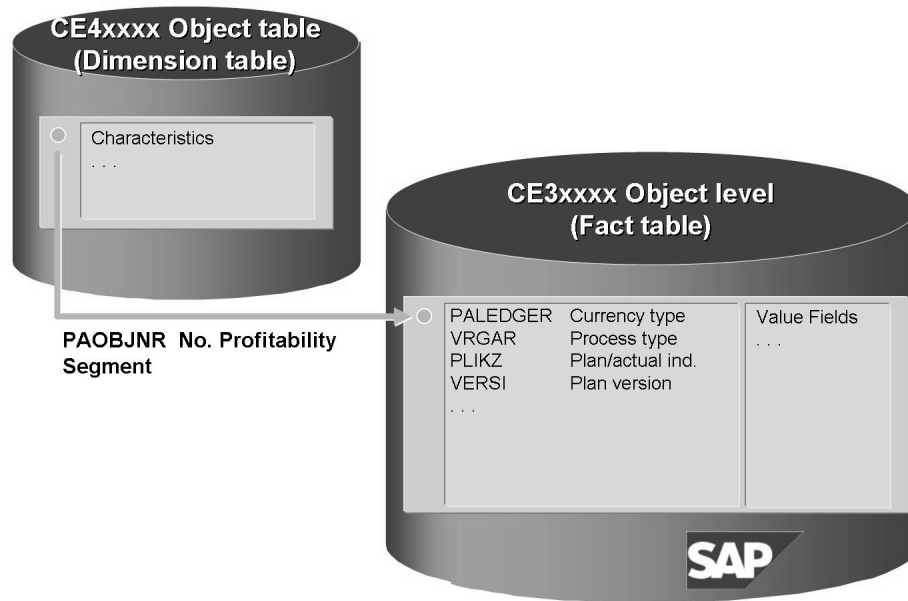 CE4xxxx Object table
(Dimension table)
Characteristics
. . .
CE3xxxx Object level
(Fact table)
PAOBJNR No. Profitability
Segment
PALEDGER Currency type
VRGAR Process type
PLIKZ Plan/actual ind.
VERSI Plan version
. . .
Value Fields
. . .
SAP